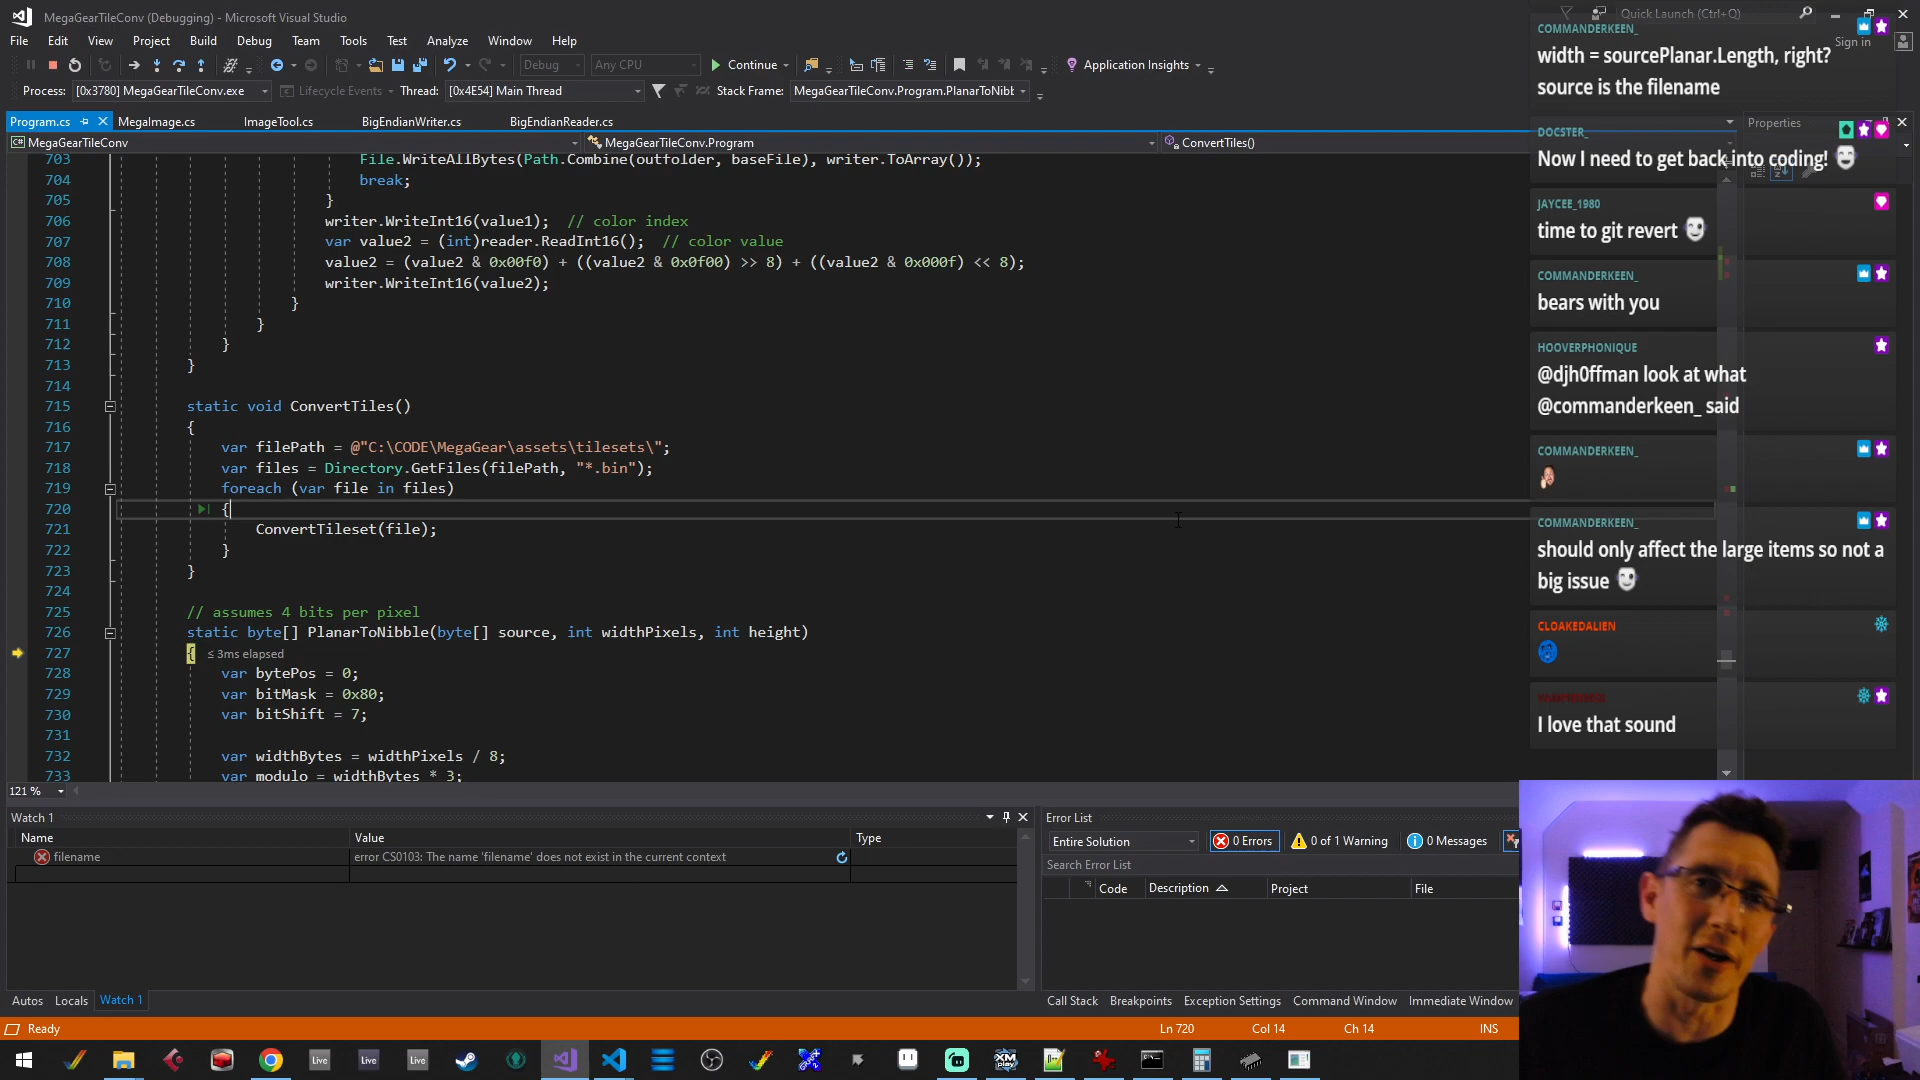 MegaGearTileConv (Debugging) - Microsoft Visual Studio
Quick Launch (Ctrl+Q)
File Edit View Project Build Debug Team Tools Test Analyze Window Help
Sign in
Debug Any CPU Continue Application Insights
Process: [0x3780] MegaGearTileConv.exe Lifecycle Events Thread: [0x4E54] Main Thread Stack Frame: MegaGearTileConv.Program.PlanarToNibb
Program.cs MegaImage.cs ImageTool.cs BigEndianWriter.cs BigEndianReader.cs
Properties
MegaGearTileConv MegaGearTileConv.Program ConvertTiles()
703 File.WriteAllBytes(Path.Combine(outfolder, baseFile), writer.ToArray());
704 break;
705 }
706 writer.WriteInt16(value1); // color index
707 var value2 = (int)reader.ReadInt16(); // color value
708 value2 = (value2 & 0x00f0) + ((value2 & 0x0f00) >> 8) + ((value2 & 0x000f) << 8);
709 writer.WriteInt16(value2);
710 }
711 }
712 }
713 }
714
715 static void ConvertTiles()
716 {
717 var filePath = @"C:\CODE\MegaGear\assets\tilesets\";
718 var files = Directory.GetFiles(filePath, "*.bin");
719 foreach (var file in files)
720 {
721 ConvertTileset(file);
722 }
723 }
724
725 // assumes 4 bits per pixel
726 static byte[] PlanarToNibble(byte[] source, int widthPixels, int height)
727 { ≤ 3ms elapsed
728 var bytePos = 0;
729 var bitMask = 0x80;
730 var bitShift = 7;
731
732 var widthBytes = widthPixels / 8;
733 var modulo = widthBytes * 3;
121 %
COMMANDERKEEN_
width = sourcePlanar.Length, right?
source is the filename
DOCSTER_
Now I need to get back into coding!
JAYCEE_1980
time to git revert
COMMANDERKEEN_
bears with you
HOOVERPHONIQUE
@djh0ffman look at what
@commanderkeen_ said
COMMANDERKEEN_
COMMANDERKEEN_
should only affect the large items so not a
big issue
CLOAKEDALIEN
I love that sound
Watch 1
Name Value Type
filename error CS0103: The name 'filename' does not exist in the current context
Autos Locals Watch 1
Error List
Entire Solution 0 Errors 0 of 1 Warning 0 Messages
Search Error List
Code Description Project File
Call Stack Breakpoints Exception Settings Command Window Immediate Window
Ready Ln 720 Col 14 Ch 14 INS
Live Live Live
XM play